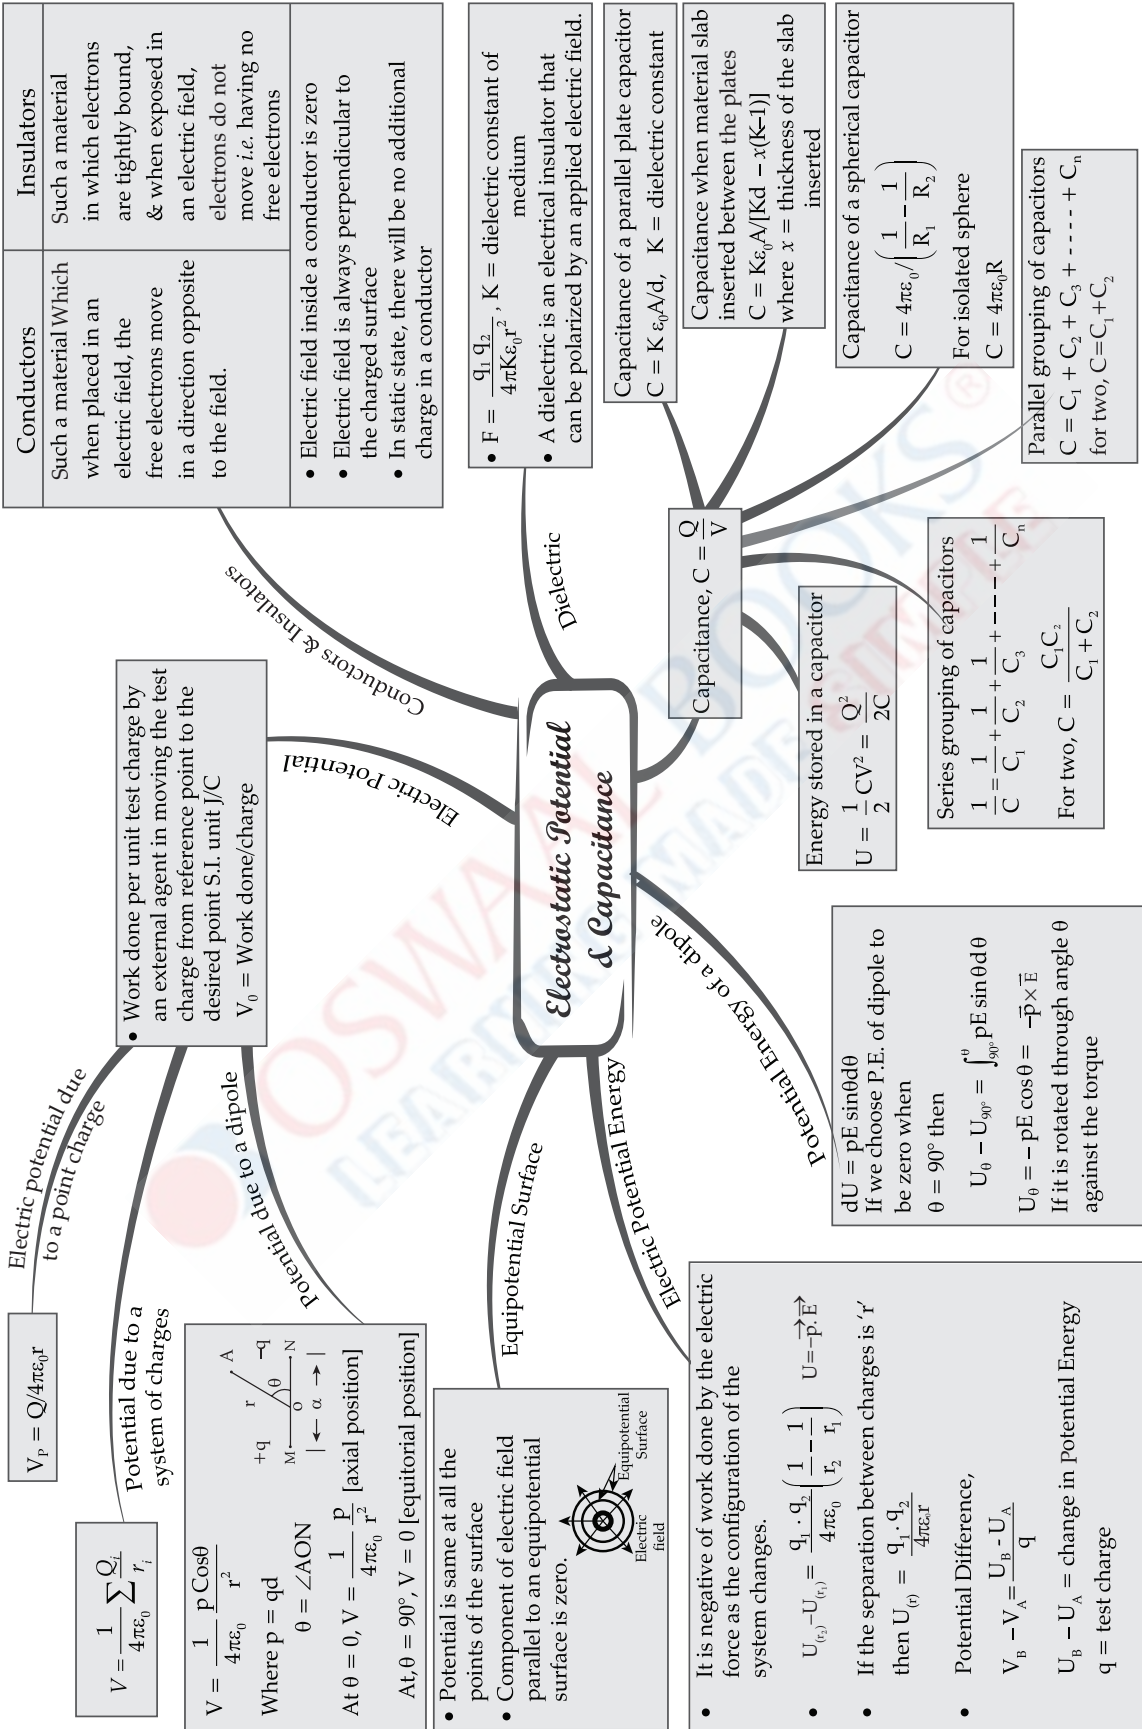 Electrostatic Potential
& Capacitance
Conductors & Insulators
Conductors
Such a material Which
when placed in an
electric field, the
free electrons move
in a direction opposite
to the field.
Insulators
Such a material
in which electrons
are tightly bound,
& when exposed in
an electric field,
electrons do not
move i.e. having no
free electrons
• Electric field inside a conductor is zero
• Electric field is always perpendicular to
the charged surface
• In static state, there will be no additional
charge in a conductor
Dielectric
• F = q₁q₂/4πKε₀r², K = dielectric constant of
medium
• A dielectric is an electrical insulator that
can be polarized by an applied electric field.
Capacitance, C = Q/V
Capacitance of a parallel plate capacitor
C = K ε₀A/d, K = dielectric constant
Capacitance when material slab
inserted between the plates
C = Kε₀A/[Kd − x(K–1)]
where x = thickness of the slab
inserted
Capacitance of a spherical capacitor
C = 4πε₀/(1/R₁ − 1/R₂)
For isolated sphere
C = 4πε₀R
Parallel grouping of capacitors
C = C₁ + C₂ + C₃ + ----- + Cₙ
for two, C=C₁+C₂
Series grouping of capacitors
1/C = 1/C₁ + 1/C₂ + 1/C₃ + ---- + 1/Cₙ
For two, C = C₁C₂/C₁ + C₂
Energy stored in a capacitor
U = 1/2 CV² = Q²/2C
Potential Energy of a dipole
dU = pE sinθdθ
If we choose P.E. of dipole to
be zero when
θ = 90° then
U_θ − U₉₀° = ∫₉₀°^θ pE sin θdθ
U_θ = − pE cos θ = −p̄ × Ē
If it is rotated through angle θ
against the torque
Electric Potential Energy
• It is negative of work done by the electric
force as the configuration of the
system changes.
• U₍r₂₎ − U₍r₁₎ = q₁.q₂/4πε₀ (1/r₂ − 1/r₁) U=−p⃗.E⃗
• If the separation between charges is ‘r’
then U₍r₎ = q₁.q₂/4πε₀r
• Potential Difference,
V_B − V_A = U_B − U_A/q
U_B − U_A = change in Potential Energy
q = test charge
Equipotential Surface
• Potential is same at all the
points of the surface
• Component of electric field
parallel to an equipotential
surface is zero.
Electric
field
Equipotential
Surface
Electric Potential
• Work done per unit test charge by
an external agent in moving the test
charge from reference point to the
desired point S.I. unit J/C
V₀ = Work done/charge
Electric potential due
to a point charge
V_P = Q/4πε₀r
Potential due to a
system of charges
V = 1/4πε₀ ∑ Qᵢ/rᵢ
Potential due to a dipole
V = 1/4πε₀ p Cosθ/r²
Where p = qd
θ = ∠AON
At θ = 0, V = 1/4πε₀ p/r² [axial position]
At, θ = 90°, V = 0 [equitorial position]
A
r
+q
−q
θ
M
o
N
|← α →|
OSWAAL BOOKS ®
LEARNING MADE SIMPLE